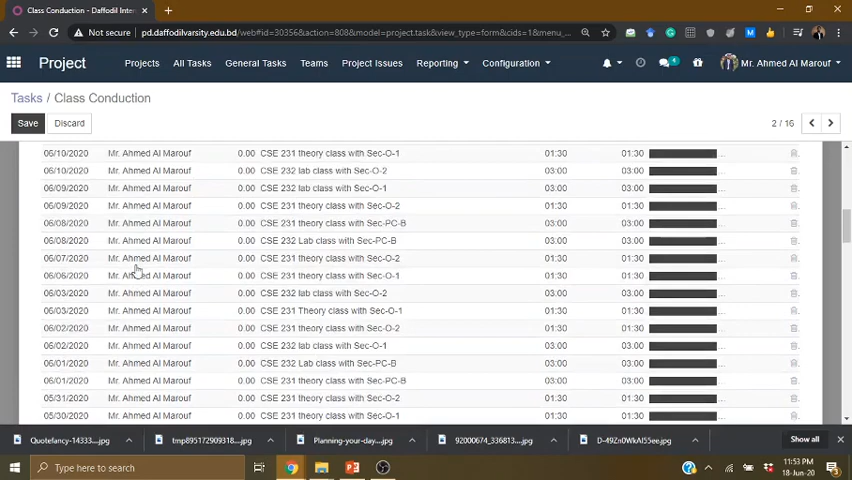 Class Conduction - Daffodil Inter
Not secure pd.daffodilvarsity.edu.bd/web#id=30356&action=808&model=project.task&view_type=form&cids=1&menu_
Project Projects All Tasks General Tasks Teams Project Issues Reporting Configuration 4 Mr. Ahmed Al Marouf
Tasks / Class Conduction
Save Discard 2 / 16
06/10/2020 Mr. Ahmed Al Marouf 0.00 CSE 231 theory class with Sec-O-1 01:30 01:30 ...
06/10/2020 Mr. Ahmed Al Marouf 0.00 CSE 232 lab class with Sec-O-2 03:00 03:00
06/09/2020 Mr. Ahmed Al Marouf 0.00 CSE 232 lab class with Sec-O-1 03:00 03:00
06/09/2020 Mr. Ahmed Al Marouf 0.00 CSE 231 theory class with Sec-O-2 01:30 01:30 ...
06/08/2020 Mr. Ahmed Al Marouf 0.00 CSE 231 theory class with Sec-PC-B 01:30 01:30 ...
06/08/2020 Mr. Ahmed Al Marouf 0.00 CSE 232 Lab class with Sec-PC-B 03:00 03:00 ...
06/07/2020 Mr. Ahmed Al Marouf 0.00 CSE 231 theory class with Sec-O-2 01:30 01:30 ...
06/06/2020 Mr. Ahmed Al Marouf 0.00 CSE 231 theory class with Sec-O-1 01:30 01:30 ...
06/03/2020 Mr. Ahmed Al Marouf 0.00 CSE 232 lab class with Sec-O-2 03:00 03:00 ...
06/03/2020 Mr. Ahmed Al Marouf 0.00 CSE 231 Theory class with Sec-O-1 01:30 01:30 ...
06/02/2020 Mr. Ahmed Al Marouf 0.00 CSE 231 theory class with Sec-O-2 01:30 01:30 ...
06/02/2020 Mr. Ahmed Al Marouf 0.00 CSE 232 lab class with Sec-O-1 03:00 03:00 ...
06/01/2020 Mr. Ahmed Al Marouf 0.00 CSE 232 Lab class with Sec-PC-B 03:00 03:00 ...
06/01/2020 Mr. Ahmed Al Marouf 0.00 CSE 231 theory class with Sec-PC-B 01:30 01:30 ...
05/31/2020 Mr. Ahmed Al Marouf 0.00 CSE 231 theory class with Sec-O-2 01:30 01:30 ...
05/30/2020 Mr. Ahmed Al Marouf 0.00 CSE 231 theory class with Sec-O-1 01:30 01:30 ...
Quotefancy-14333....jpg tmp895172909318....jpg Planning-your-day....jpg 92000674_336813....jpg D-49Zn0WkAI55ee.jpg Show all
Type here to search 11:53 PM
18-Jun-20 3